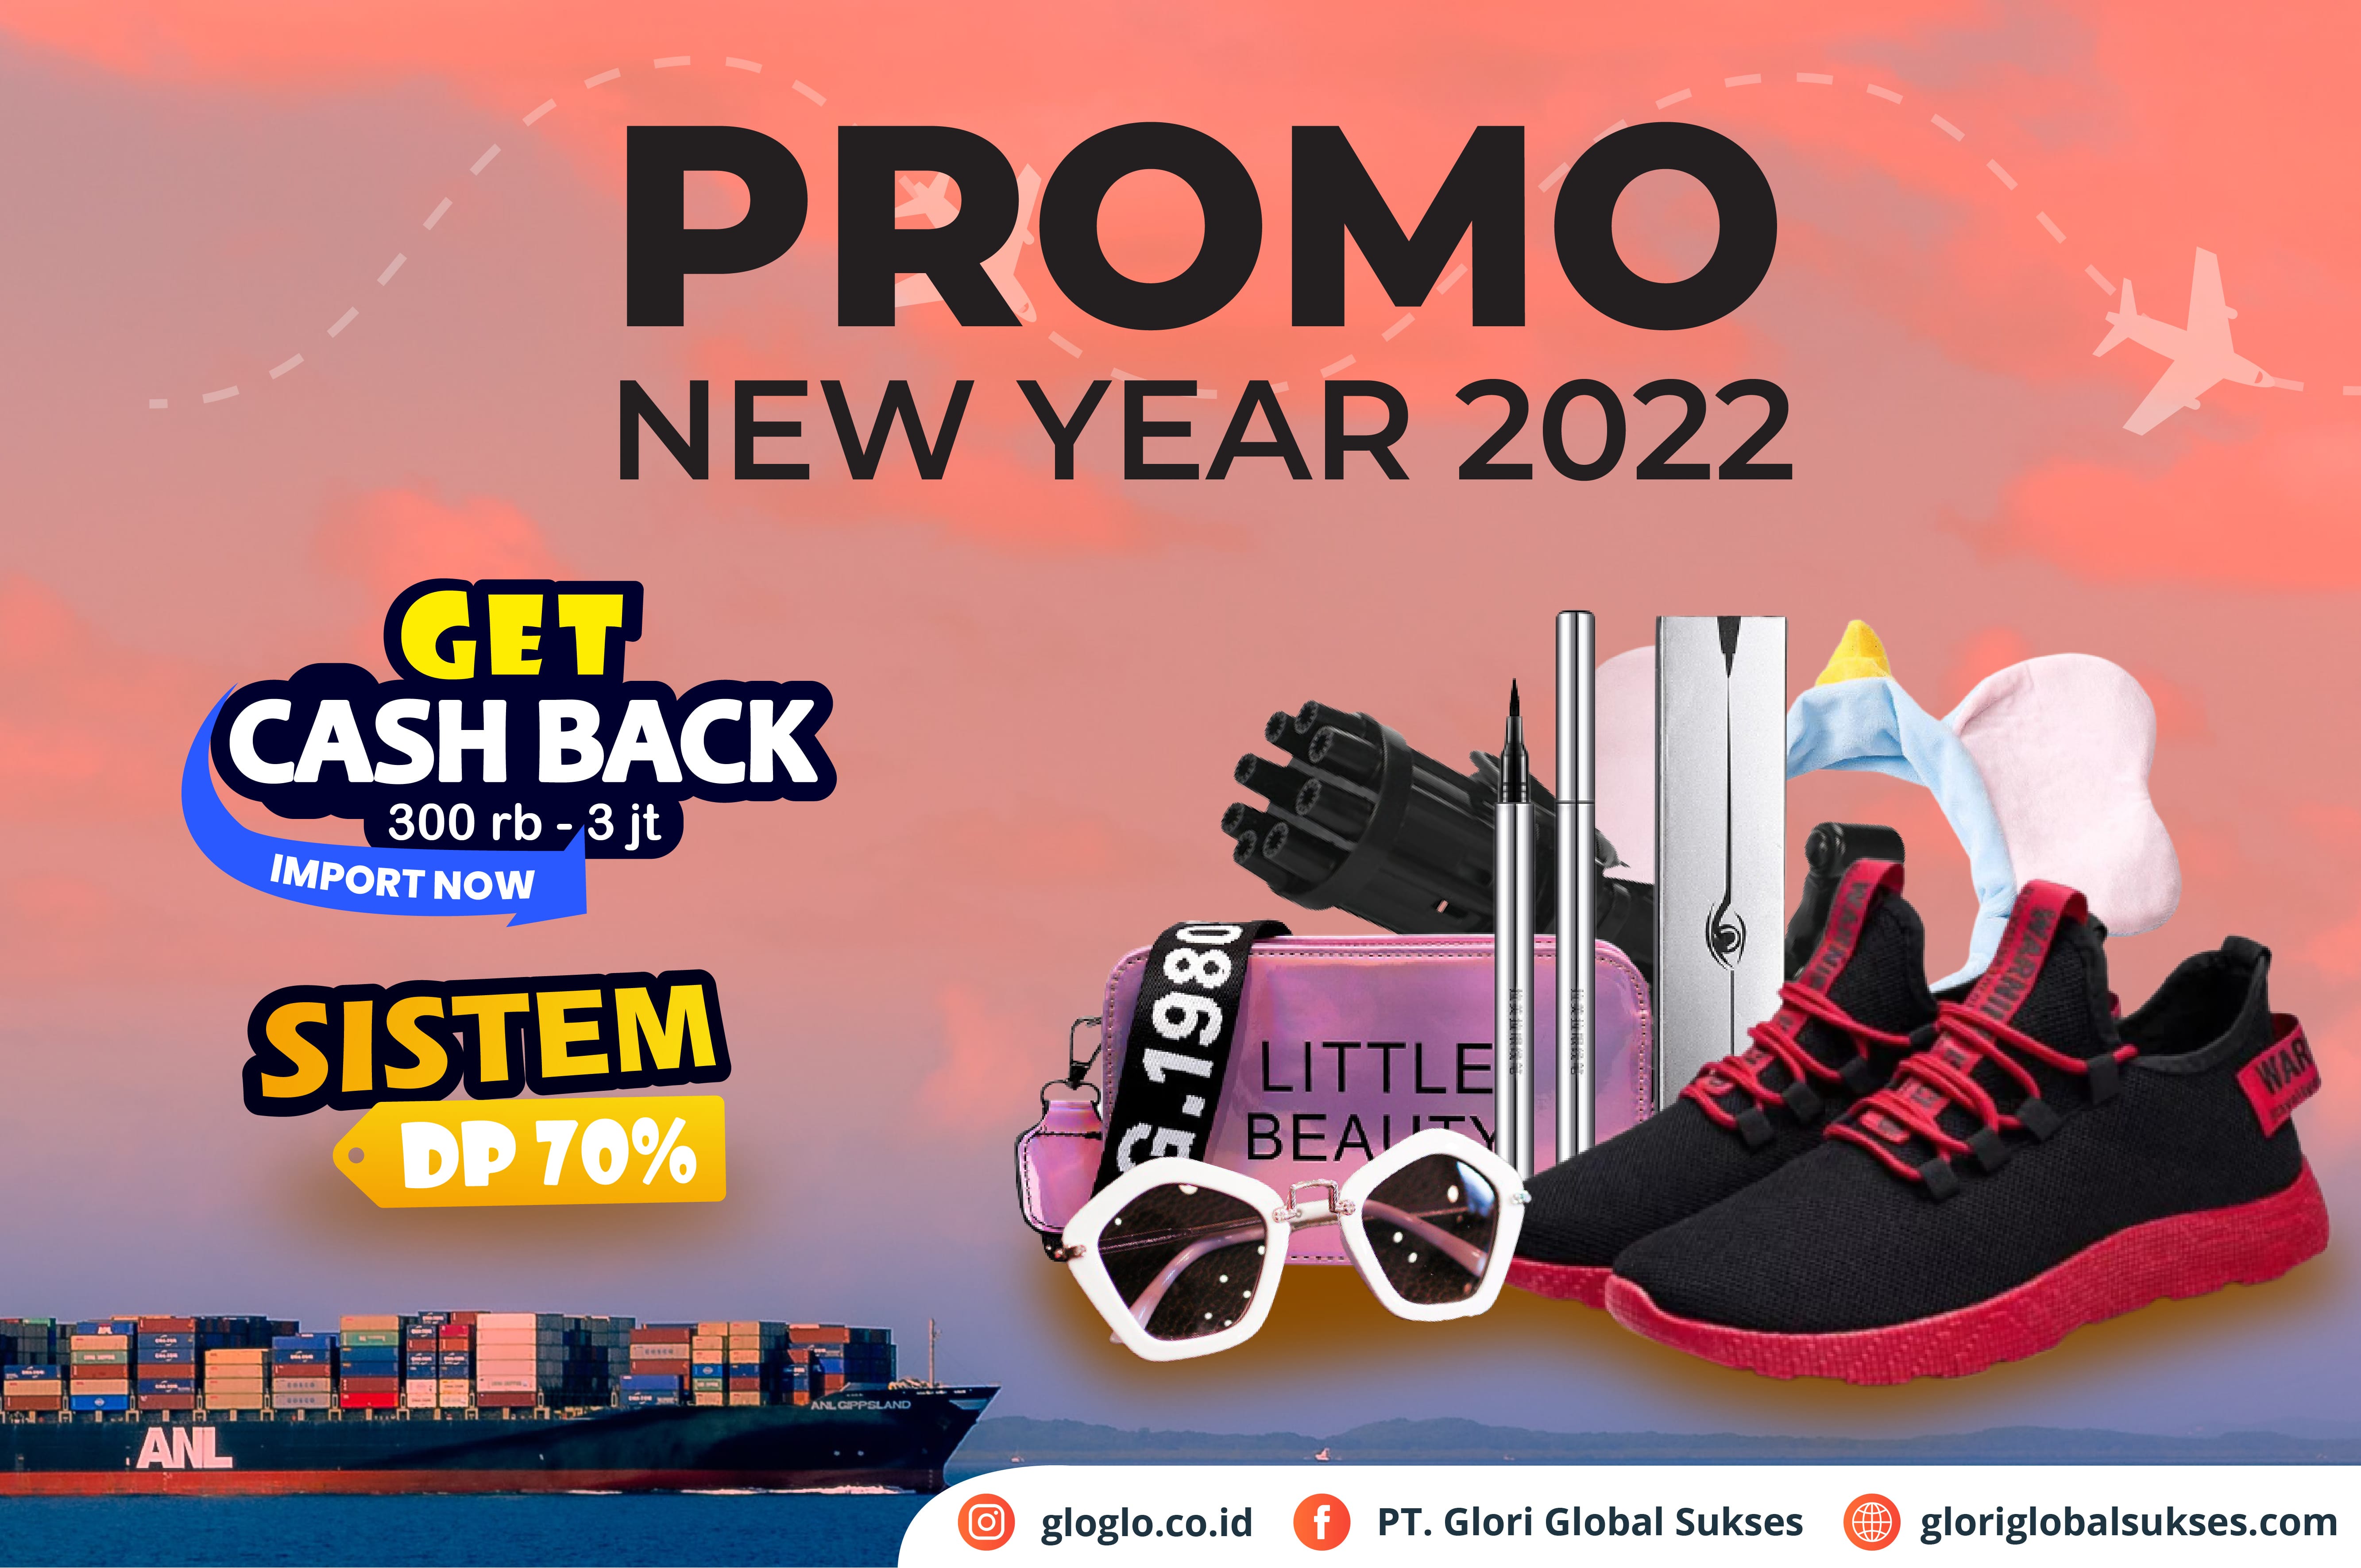 PROMO
NEW YEAR 2022
GET
CASH BACK
300 rb - 3 jt
IMPORT NOW
SISTEM
DP 70%
G.1980
LITTLE
BEAUTY
WAR
ANL GIPPSLAND
ANL
gloglo.co.id
PT. Glori Global Sukses
gloriglobalsukses.com